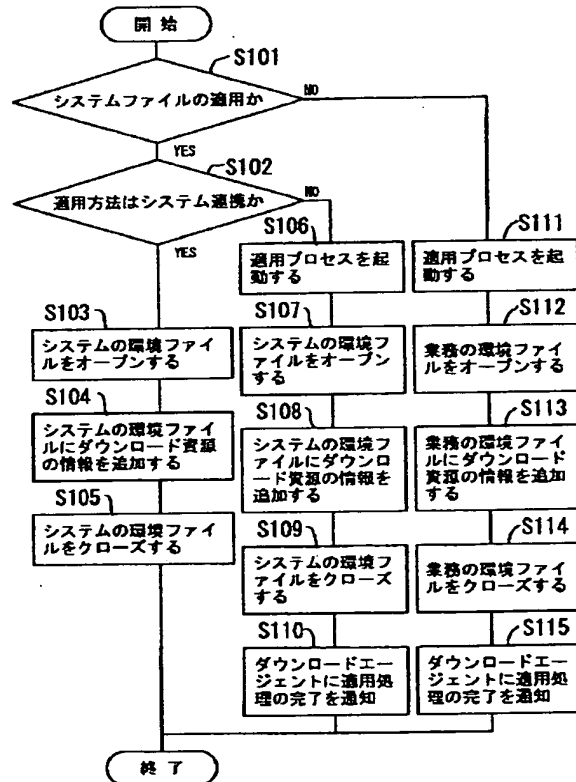 開始
S101
システムファイルの適用か
NO
YES
S102
適用方法はシステム連携か
NO
YES
S103
システムの環境ファイ
ルをオープンする
S104
システムの環境ファイル
にダウンロード資源
の情報を追加する
S105
システムの環境ファイ
ルをクローズする
S106
適用プロセスを起
動する
S107
システムの環境フ
ァイルをオープン
する
S108
システムの環境フ
ァイルにダウンロ
ード資源の情報を
追加する
S109
システムの環境フ
ァイルをクローズ
する
S110
ダウンロードエー
ジェントに適用処
理の完了を通知
S111
適用プロセスを起
動する
S112
業務の環境ファイル
をオープンする
S113
業務の環境ファイ
ルにダウンロード
資源の情報を追加
する
S114
業務の環境ファイ
ルをクローズする
S115
ダウンロードエー
ジェントに適用処
理の完了を通知
終了